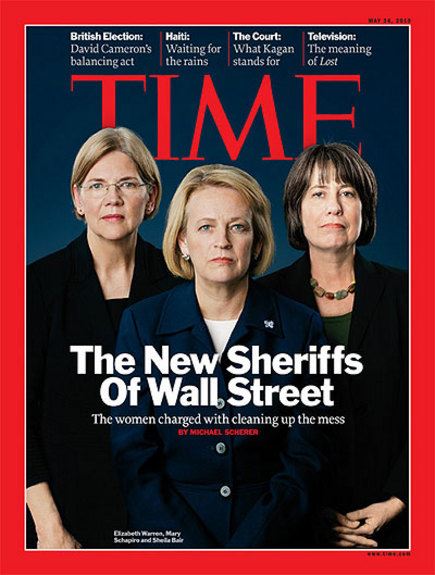 MAY 24, 2010
British Election:
David Cameron's
balancing act
Haiti:
Waiting for
the rains
The Court:
What Kagan
stands for
Television:
The meaning
of Lost
TIME
The New Sheriffs
Of Wall Street
The women charged with cleaning up the mess
BY MICHAEL SCHERER
Elizabeth Warren, Mary
Schapiro and Sheila Bair
www.time.com